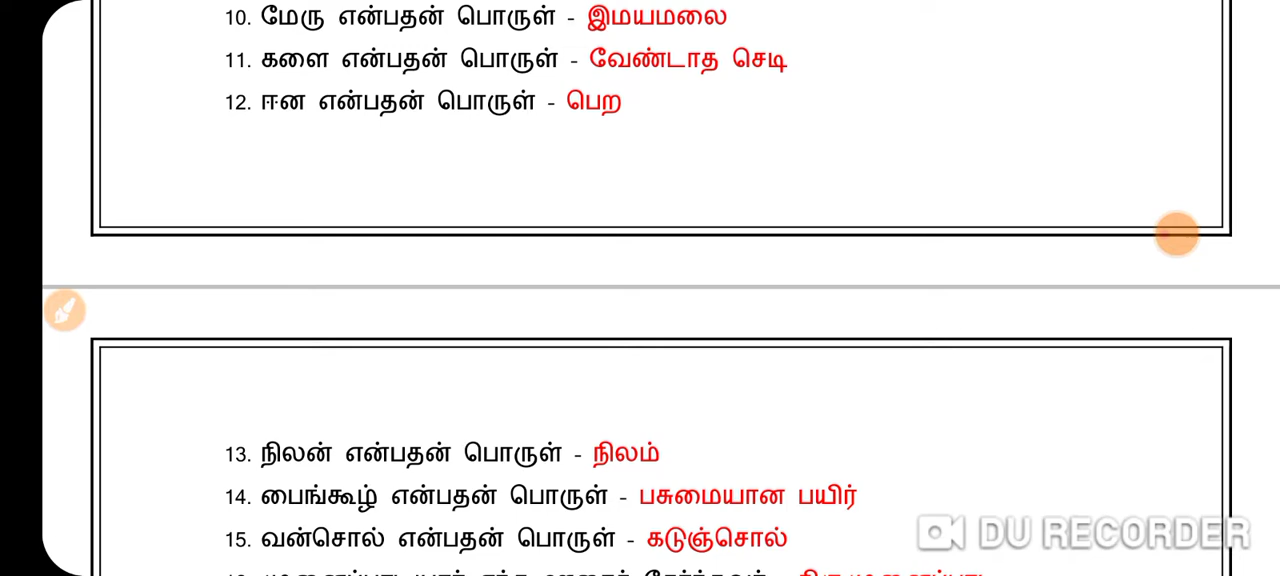 10. மேரு என்பதன் பொருள் - இமயமலை
11. களை என்பதன் பொருள் - வேண்டாத செடி
12. ஈன என்பதன் பொருள் - பெற
13. நிலன் என்பதன் பொருள் - நிலம்
14. பைங்கூழ் என்பதன் பொருள் - பசுமையான பயிர்
15. வன்சொல் என்பதன் பொருள் - கடுஞ்சொல்
DU RECORDER